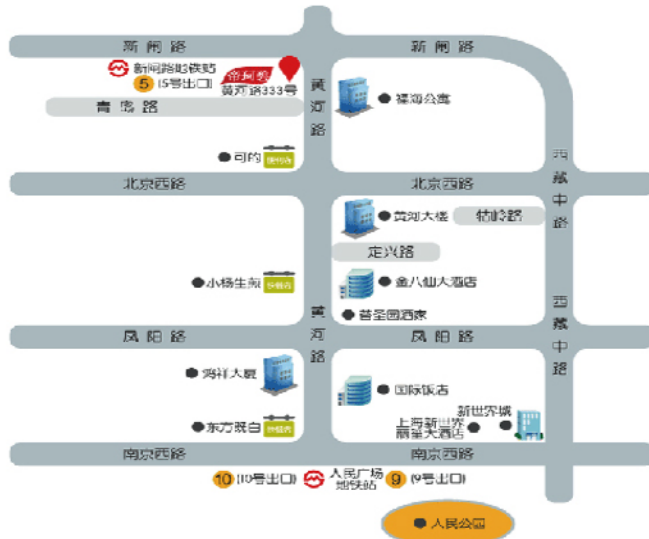 新闸路
新闸路
新闸路地铁站
5 (5号出口)
黄河路333号
青岛路
黄河路
福海公寓
可的
西藏中路
北京西路
北京西路
黄河大楼
牯岭路
定兴路
小杨生煎
金八仙大酒店
苔圣园酒家
黄河路
西藏中路
凤阳路
凤阳路
鸿祥大厦
国际饭店
新世界城
东方既白
上海新世界
丽笙大酒店
南京西路
南京西路
10 (10号出口)
人民广场
地铁站
9 (9号出口)
人民公园